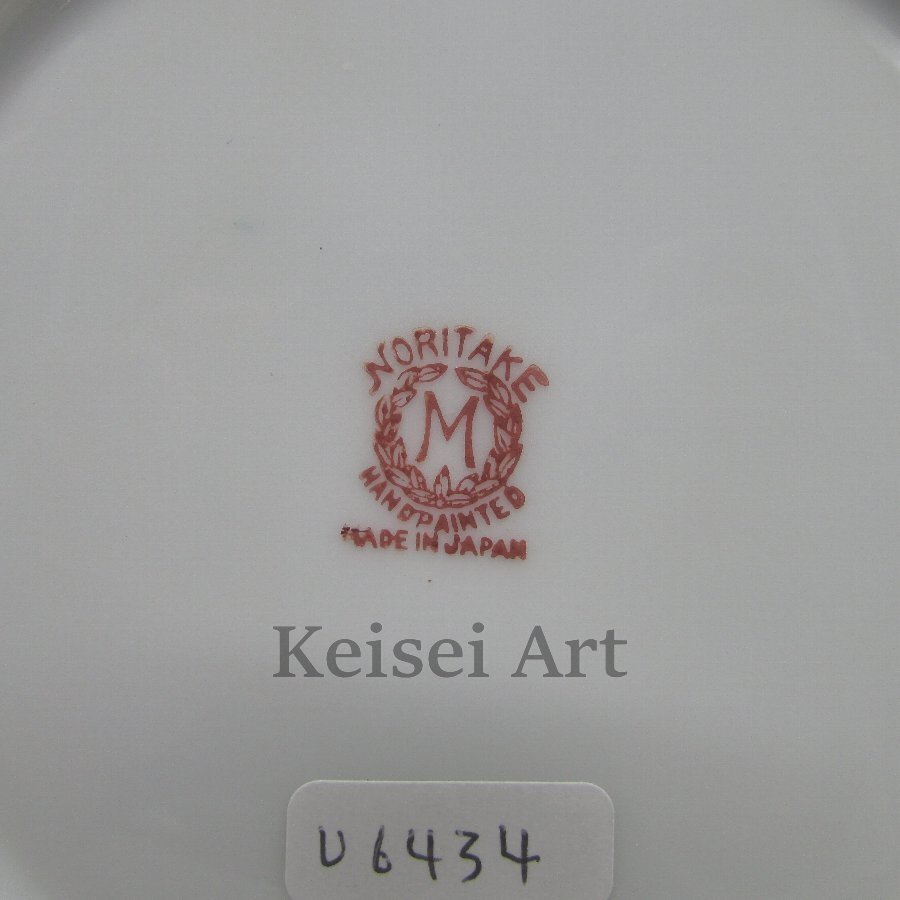 NORITAKE
M
HAND PAINTED
MADE IN JAPAN
Keisei Art
U6434